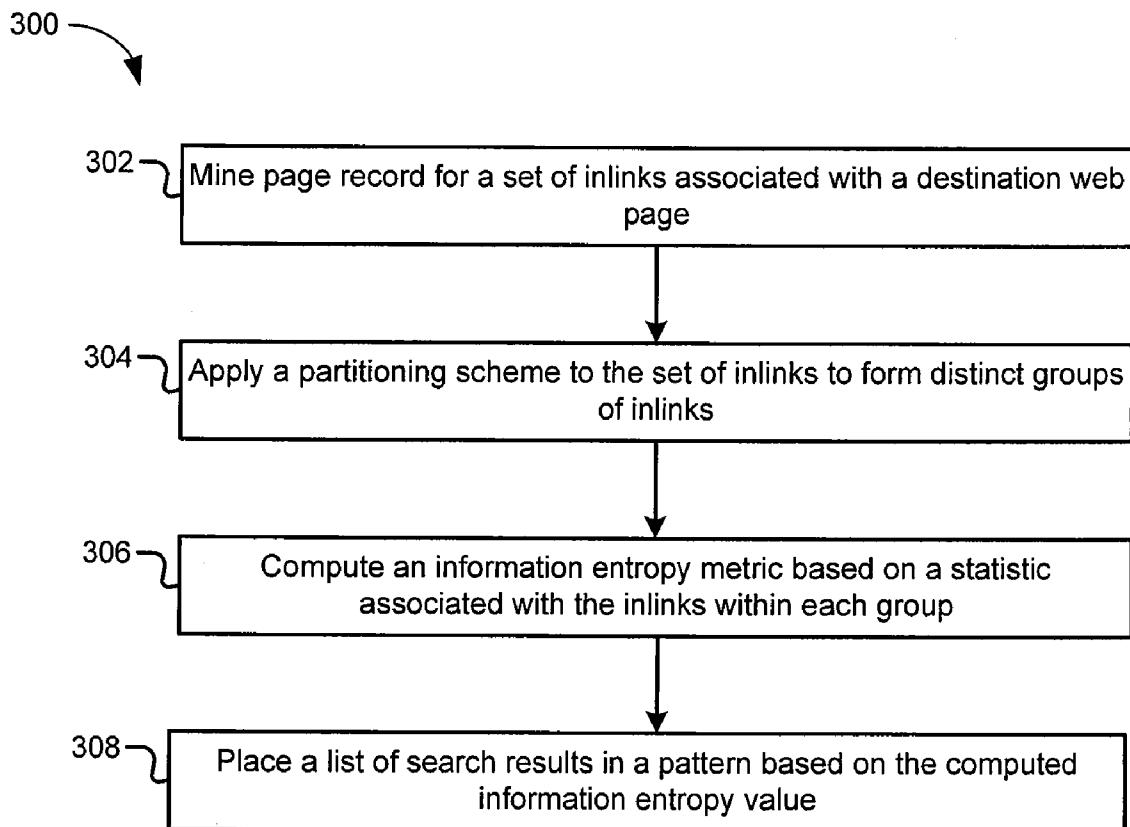 300
302
Mine page record for a set of inlinks associated with a destination web
page
304
Apply a partitioning scheme to the set of inlinks to form distinct groups
of inlinks
306
Compute an information entropy metric based on a statistic
associated with the inlinks within each group
308
Place a list of search results in a pattern based on the computed
information entropy value